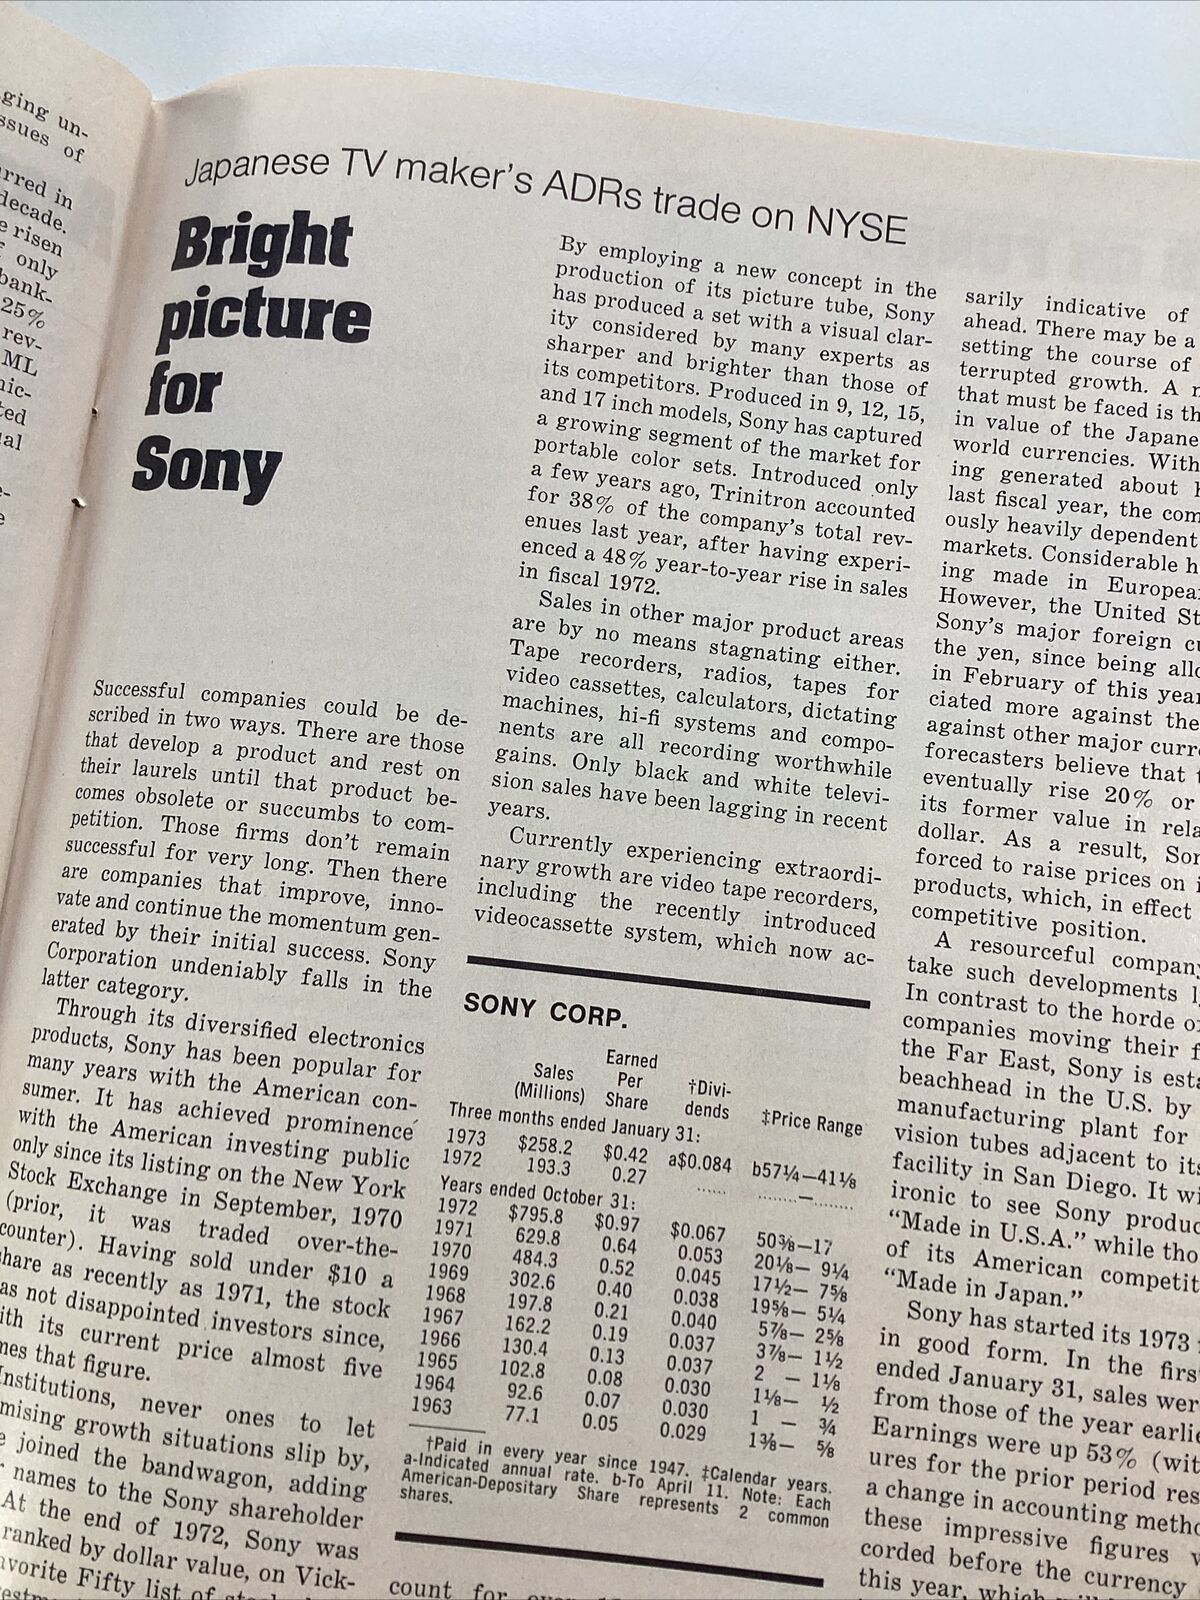 ging un-
ssues of
rred in
decade.
e risen
only
bank-
25%
rev-
ML
nic-
ted
al
e-
e
Japanese TV maker's ADRs trade on NYSE
Bright
picture
for
Sony
Successful companies could be de-
scribed in two ways. There are those
that develop a product and rest on
their laurels until that product be-
comes obsolete or succumbs to com-
petition. Those firms don't remain
successful for very long. Then there
are companies that improve, inno-
vate and continue the momentum gen-
erated by their initial success. Sony
Corporation undeniably falls in the
latter category.
Through its diversified electronics
products, Sony has been popular for
many years with the American con-
sumer. It has achieved prominence
with the American investing public
only since its listing on the New York
Stock Exchange in September, 1970
(prior, it was traded over-the-
counter). Having sold under $10 a
hare as recently as 1971, the stock
as not disappointed investors since,
ith its current price almost five
mes that figure.
Institutions, never ones to let
mising growth situations slip by,
e joined the bandwagon, adding
r names to the Sony shareholder
At the end of 1972, Sony was
ranked by dollar value, on Vick-
avorite Fifty list of
By employing a new concept in the
production of its picture tube, Sony
has produced a set with a visual clar-
ity considered by many experts as
sharper and brighter than those of
its competitors. Produced in 9, 12, 15,
and 17 inch models, Sony has captured
a growing segment of the market for
portable color sets. Introduced only
a few years ago, Trinitron accounted
for 38% of the company's total rev-
enues last year, after having experi-
enced a 48% year-to-year rise in sales
in fiscal 1972.
Sales in other major product areas
are by no means stagnating either.
Tape recorders, radios, tapes for
video cassettes, calculators, dictating
machines, hi-fi systems and compo-
nents are all recording worthwhile
gains. Only black and white televi-
sion sales have been lagging in recent
years.
Currently experiencing extraordi-
nary growth are video tape recorders,
including the recently introduced
videocassette system, which now ac-
SONY CORP.
Sales (Millions) Earned Per Share †Divi-dends ‡Price Range
Three months ended January 31:
1973 $258.2 $0.42 a$0.084 b57¼—41⅛
1972 193.3 0.27 ...... ........—........
Years ended October 31:
1972 $795.8 $0.97 $0.067 50⅜—17
1971 629.8 0.64 0.053 20⅛— 9¼
1970 484.3 0.52 0.045 17½— 7⅝
1969 302.6 0.40 0.038 19⅝— 5¼
1968 197.8 0.21 0.040 5⅞— 2⅝
1967 162.2 0.19 0.037 3⅞— 1½
1966 130.4 0.13 0.037 2 — 1⅛
1965 102.8 0.08 0.030 1⅛— ½
1964 92.6 0.07 0.030 1 — ¾
1963 77.1 0.05 0.029 1⅜— ⅝
†Paid in every year since 1947. ‡Calendar years.
a-Indicated annual rate. b-To April 11. Note: Each
American-Depositary Share represents 2 common
shares.
count for
sarily indicative of
ahead. There may be a
setting the course of
terrupted growth. A
that must be faced is th
in value of the Japane
world currencies. With
ing generated about
last fiscal year, the com
ously heavily dependent
markets. Considerable h
ing made in European
However, the United St
Sony's major foreign cu
the yen, since being allo
in February of this year
ciated more against the
against other major curr
forecasters believe that t
eventually rise 20% or
its former value in rela
dollar. As a result, Son
forced to raise prices on i
products, which, in effect
competitive position.
A resourceful company
take such developments l
In contrast to the horde o
companies moving their f
the Far East, Sony is esta
beachhead in the U.S. by
manufacturing plant for
vision tubes adjacent to its
facility in San Diego. It wi
ironic to see Sony produc
"Made in U.S.A." while tho
of its American competit
"Made in Japan."
Sony has started its 1973
in good form. In the firs
ended January 31, sales wer
from those of the year earlie
Earnings were up 53% (wit
ures for the prior period res
a change in accounting metho
these impressive figures w
corded before the currency
this year, which